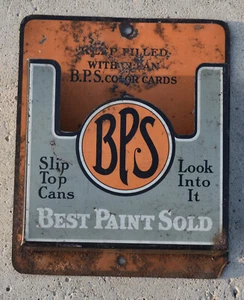 KEEP FILLED
WITH CLEAN
B.P.S. COLOR CARDS
BPS
Slip
Top
Cans
Look
Into
It
BEST PAINT SOLD